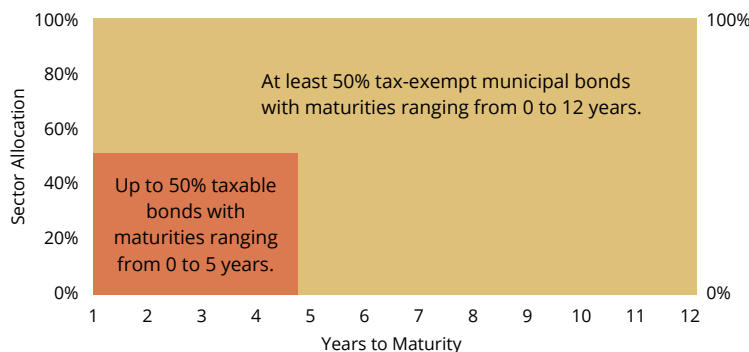 100%
100%
80%
At least 50% tax-exempt municipal bonds
with maturities ranging from 0 to 12 years.
60%
Sector Allocation
Up to 50% taxable
bonds with
maturities ranging
from 0 to 5 years.
40%
20%
0%
0%
1 2 3 4 5 6 7 8 9 10 11 12
Years to Maturity